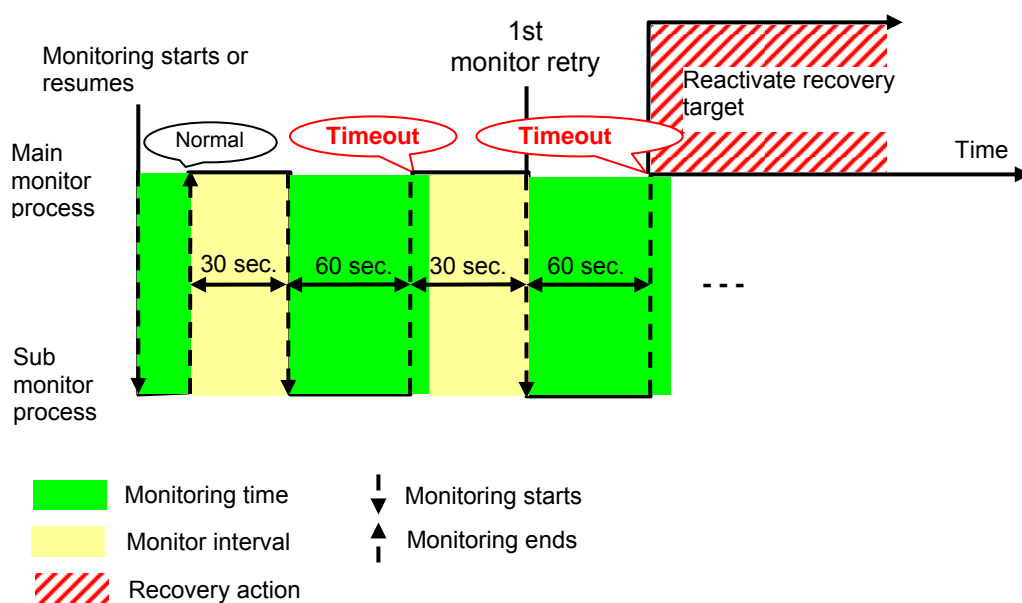 1st
monitor retry
Monitoring starts or
resumes
Reactivate recovery
target
Normal
Timeout
Timeout
Time
Main
monitor
process
30 sec.
60 sec.
30 sec.
60 sec.
- - -
Sub
monitor
process
Monitoring time
Monitoring starts
Monitor interval
Monitoring ends
Recovery action